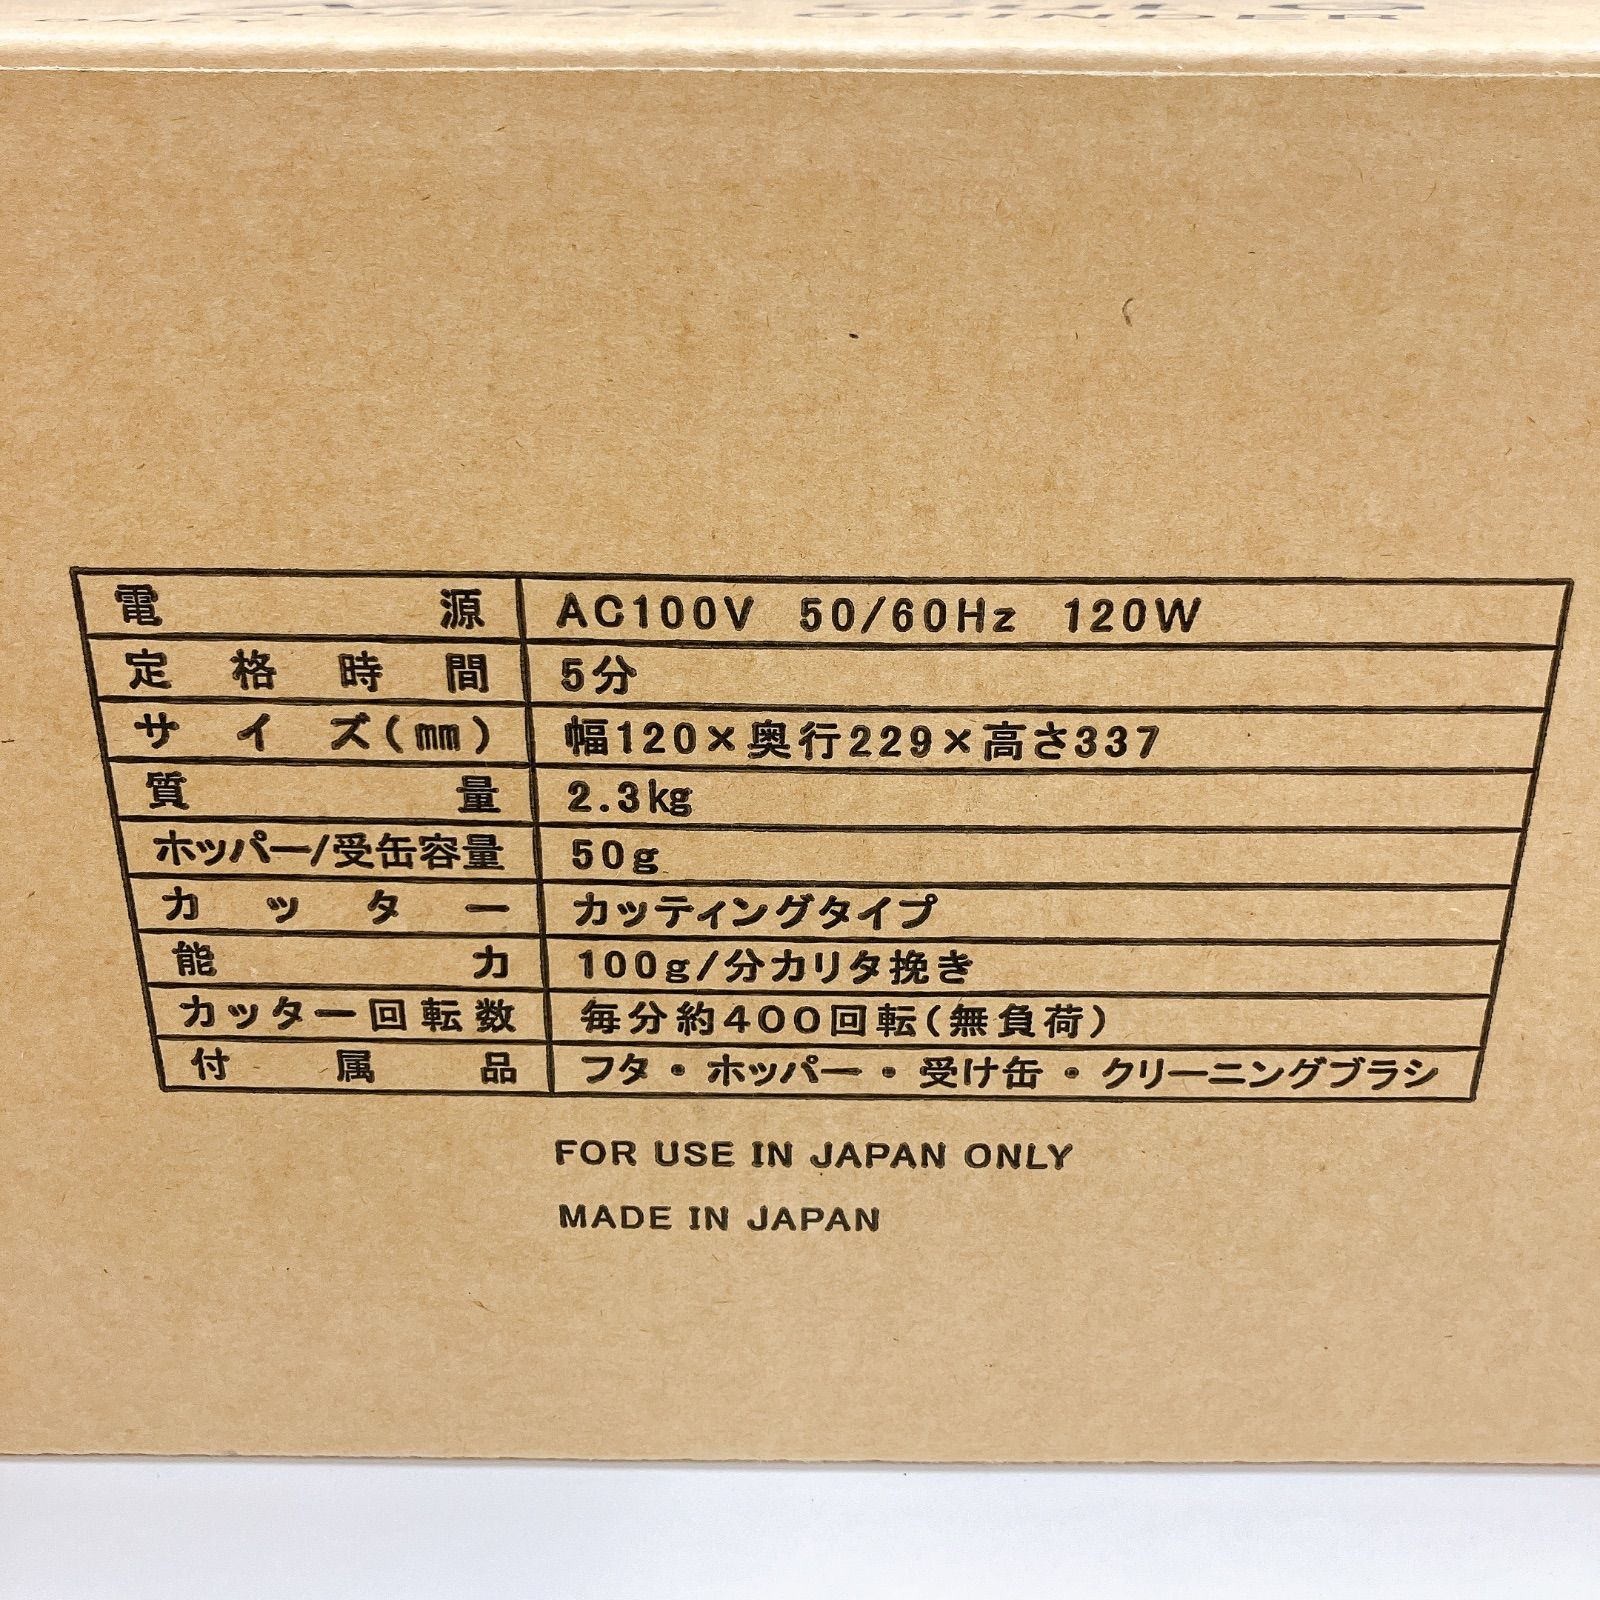 GRINDER
電源 AC100V 50/60Hz 120W
定格時間 5分
サイズ(㎜) 幅120×奥行229×高さ337
質量 2.3㎏
ホッパー/受缶容量 50g
カッター カッティングタイプ
能力 100g/分カリタ挽き
カッター回転数 毎分約400回転(無負荷)
付属品 フタ・ホッパー・受け缶・クリーニングブラシ
FOR USE IN JAPAN ONLY
MADE IN JAPAN